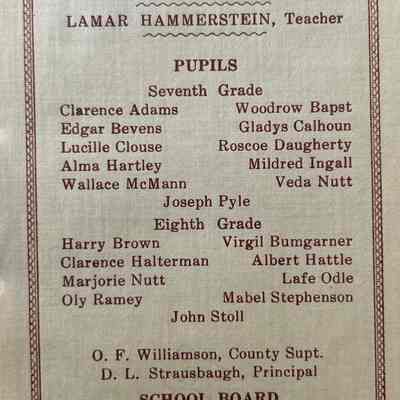 LAMAR HAMMERSTEIN, Teacher
PUPILS
Seventh Grade
Clarence Adams Woodrow Bapst
Edgar Bevens Gladys Calhoun
Lucille Clouse Roscoe Daugherty
Alma Hartley Mildred Ingall
Wallace McMann Veda Nutt
Joseph Pyle
Eighth Grade
Harry Brown Virgil Bumgarner
Clarence Halterman Albert Hattle
Marjorie Nutt Lafe Odle
Oly Ramey Mabel Stephenson
John Stoll
O. F. Williamson, County Supt.
D. L. Strausbaugh, Principal
SCHOOL BOARD